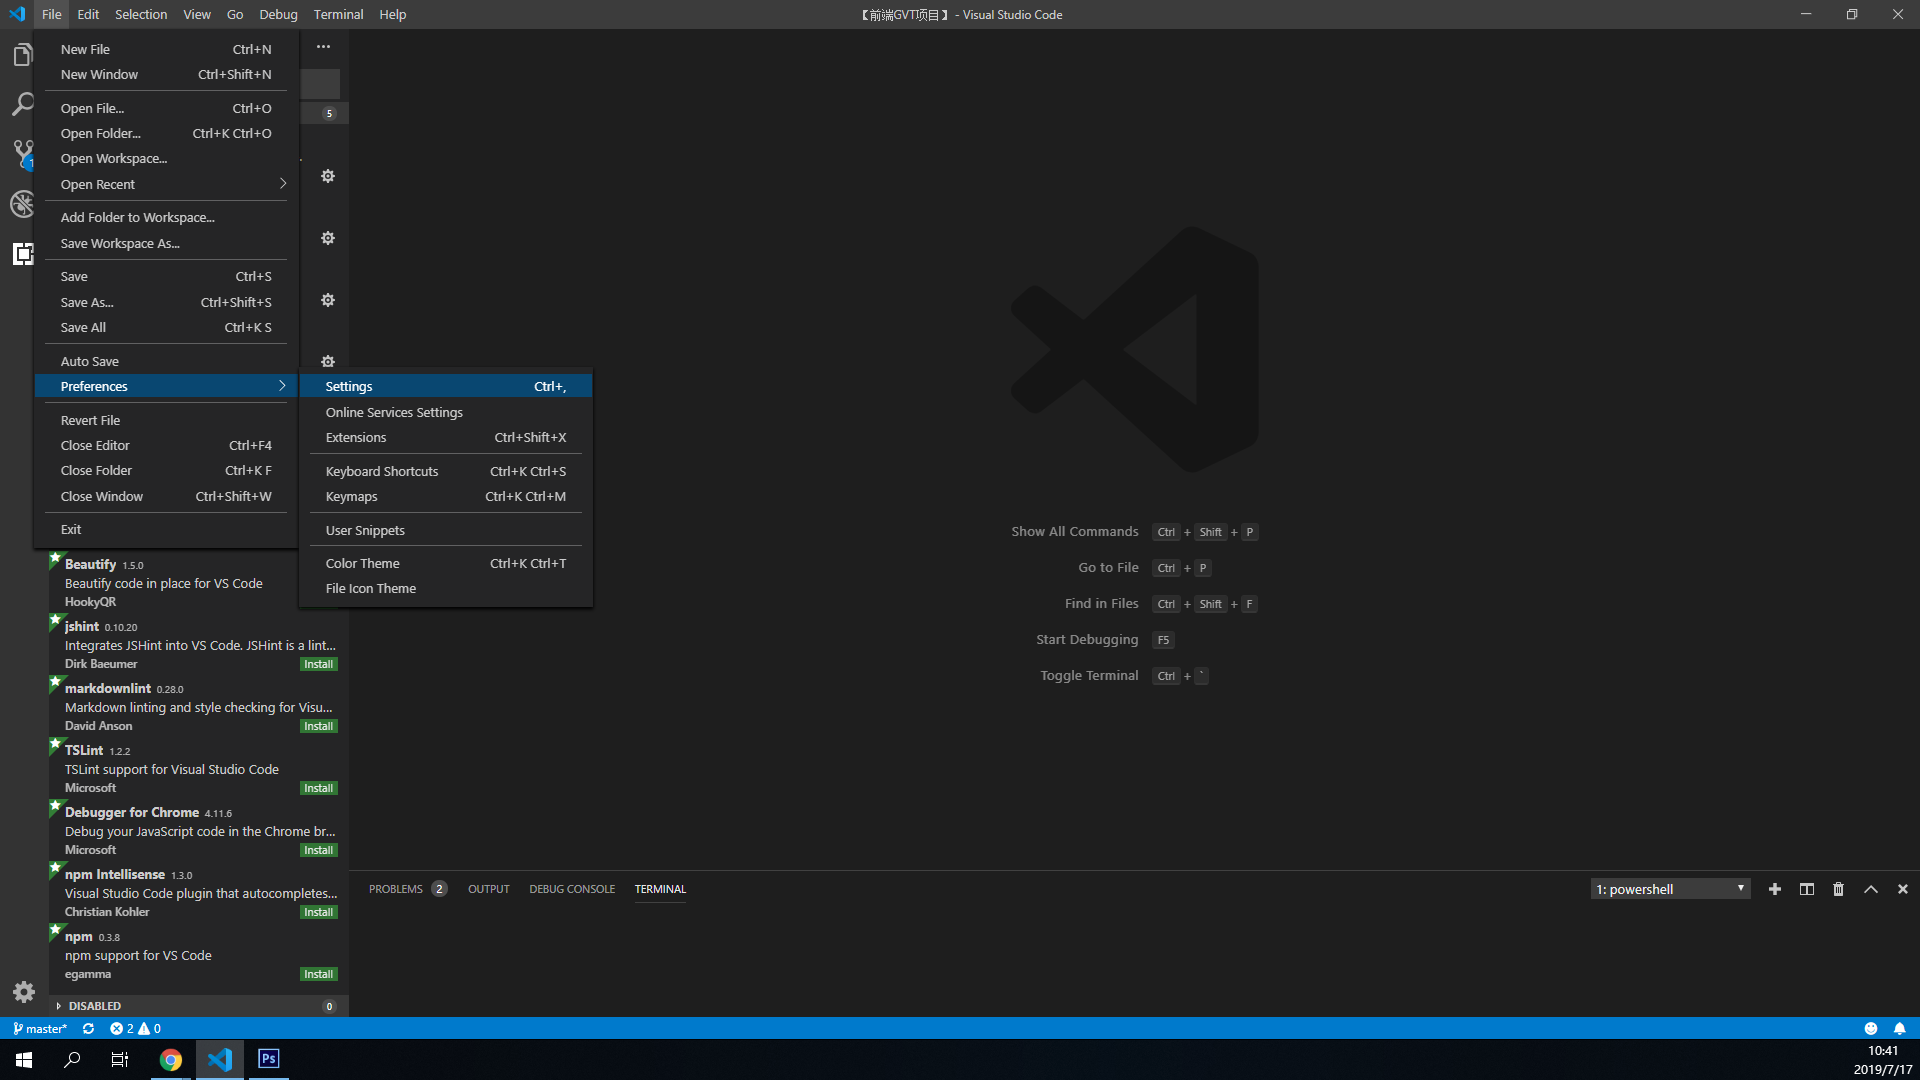 File Edit Selection View Go Debug Terminal Help
【前端GVT项目】 - Visual Studio Code
New File Ctrl+N
New Window Ctrl+Shift+N
Open File... Ctrl+O
Open Folder... Ctrl+K Ctrl+O
Open Workspace...
Open Recent
Add Folder to Workspace...
Save Workspace As...
Save Ctrl+S
Save As... Ctrl+Shift+S
Save All Ctrl+K S
Auto Save
Preferences
Revert File
Close Editor Ctrl+F4
Close Folder Ctrl+K F
Close Window Ctrl+Shift+W
Exit
5
Settings Ctrl+,
Online Services Settings
Extensions Ctrl+Shift+X
Keyboard Shortcuts Ctrl+K Ctrl+S
Keymaps Ctrl+K Ctrl+M
User Snippets
Color Theme Ctrl+K Ctrl+T
File Icon Theme
Beautify 1.5.0
Beautify code in place for VS Code
HookyQR
jshint 0.10.20
Integrates JSHint into VS Code. JSHint is a lint...
Dirk Baeumer Install
markdownlint 0.28.0
Markdown linting and style checking for Visu...
David Anson Install
TSLint 1.2.2
TSLint support for Visual Studio Code
Microsoft Install
Debugger for Chrome 4.11.6
Debug your JavaScript code in the Chrome br...
Microsoft Install
npm Intellisense 1.3.0
Visual Studio Code plugin that autocompletes...
Christian Kohler Install
npm 0.3.8
npm support for VS Code
egamma Install
DISABLED 0
Show All Commands Ctrl + Shift + P
Go to File Ctrl + P
Find in Files Ctrl + Shift + F
Start Debugging F5
Toggle Terminal Ctrl + `
PROBLEMS 2 OUTPUT DEBUG CONSOLE TERMINAL
1: powershell
master* 2 0
Ps
10:41
2019/7/17